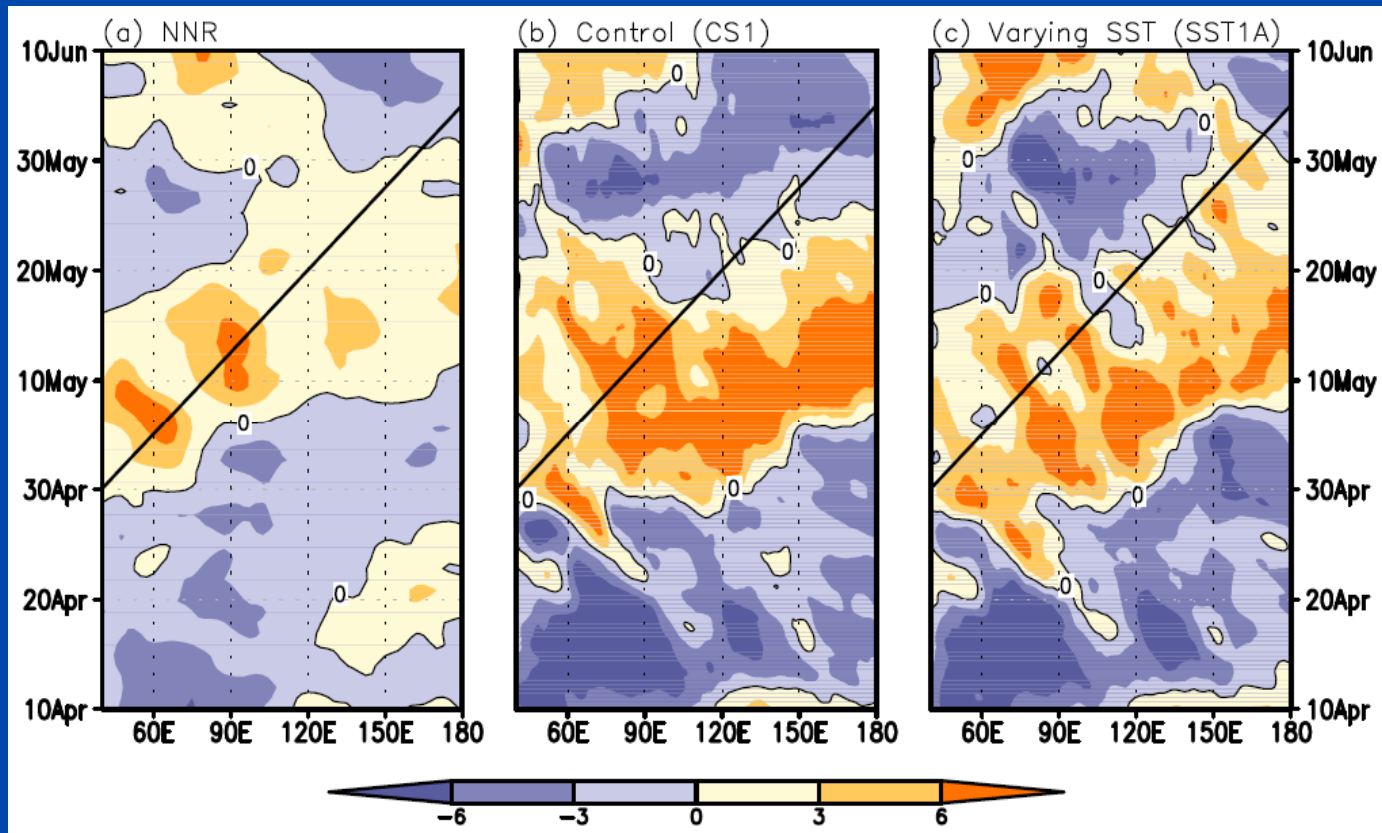 (a) NNR
(b) Control (CS1)
(c) Varying SST (SST1A)
10Jun
10Jun
0
0
0
30May
0
0
30May
20May
0
0
0
0
20May
10May
10May
0
30Apr
0
0
0
30Apr
20Apr
0
0
20Apr
10Apr
10Apr
60E 90E 120E 150E 180
60E 90E 120E 150E 180
60E 90E 120E 150E 180
-6 -3 0 3 6